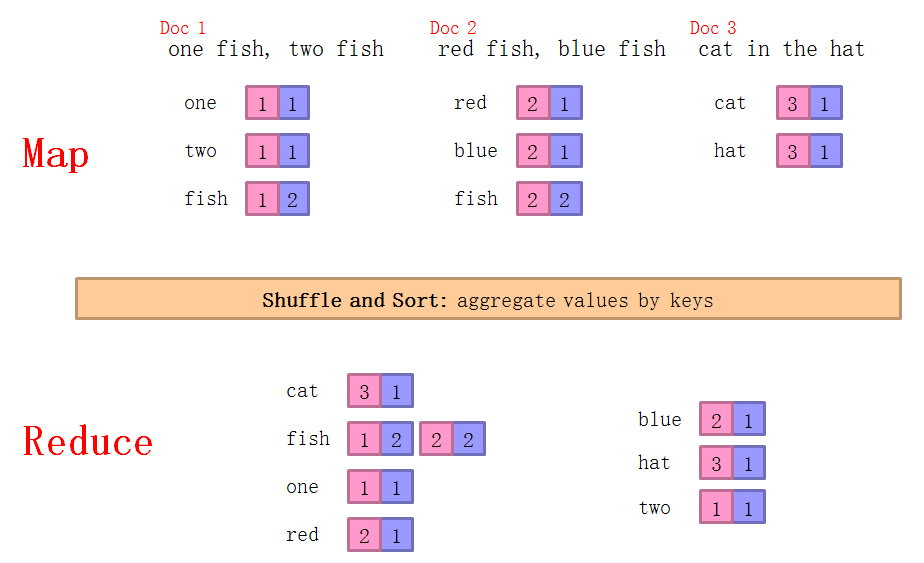 Doc 1 Doc 2 Doc 3
one fish, two fish red fish, blue fish cat in the hat
one 1 1 red 2 1 cat 3 1
Map two 1 1 blue 2 1 hat 3 1
fish 1 2 fish 2 2
Shuffle and Sort: aggregate values by keys
cat 3 1
blue 2 1
Reduce fish 1 2 2 2
hat 3 1
one 1 1
two 1 1
red 2 1